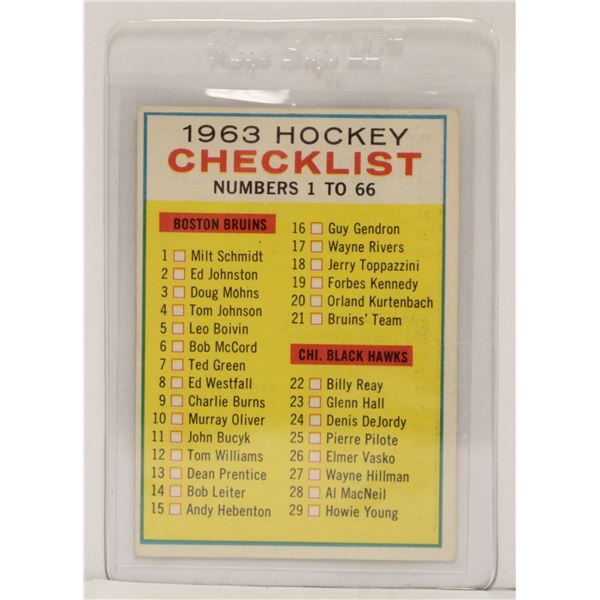 1963 HOCKEY
CHECKLIST
NUMBERS 1 TO 66
BOSTON BRUINS
1 Milt Schmidt
2 Ed Johnston
3 Doug Mohns
4 Tom Johnson
5 Leo Boivin
6 Bob McCord
7 Ted Green
8 Ed Westfall
9 Charlie Burns
10 Murray Oliver
11 John Bucyk
12 Tom Williams
13 Dean Prentice
14 Bob Leiter
15 Andy Hebenton
16 Guy Gendron
17 Wayne Rivers
18 Jerry Toppazzini
19 Forbes Kennedy
20 Orland Kurtenbach
21 Bruins' Team
CHI. BLACK HAWKS
22 Billy Reay
23 Glenn Hall
24 Denis DeJordy
25 Pierre Pilote
26 Elmer Vasko
27 Wayne Hillman
28 Al MacNeil
29 Howie Young